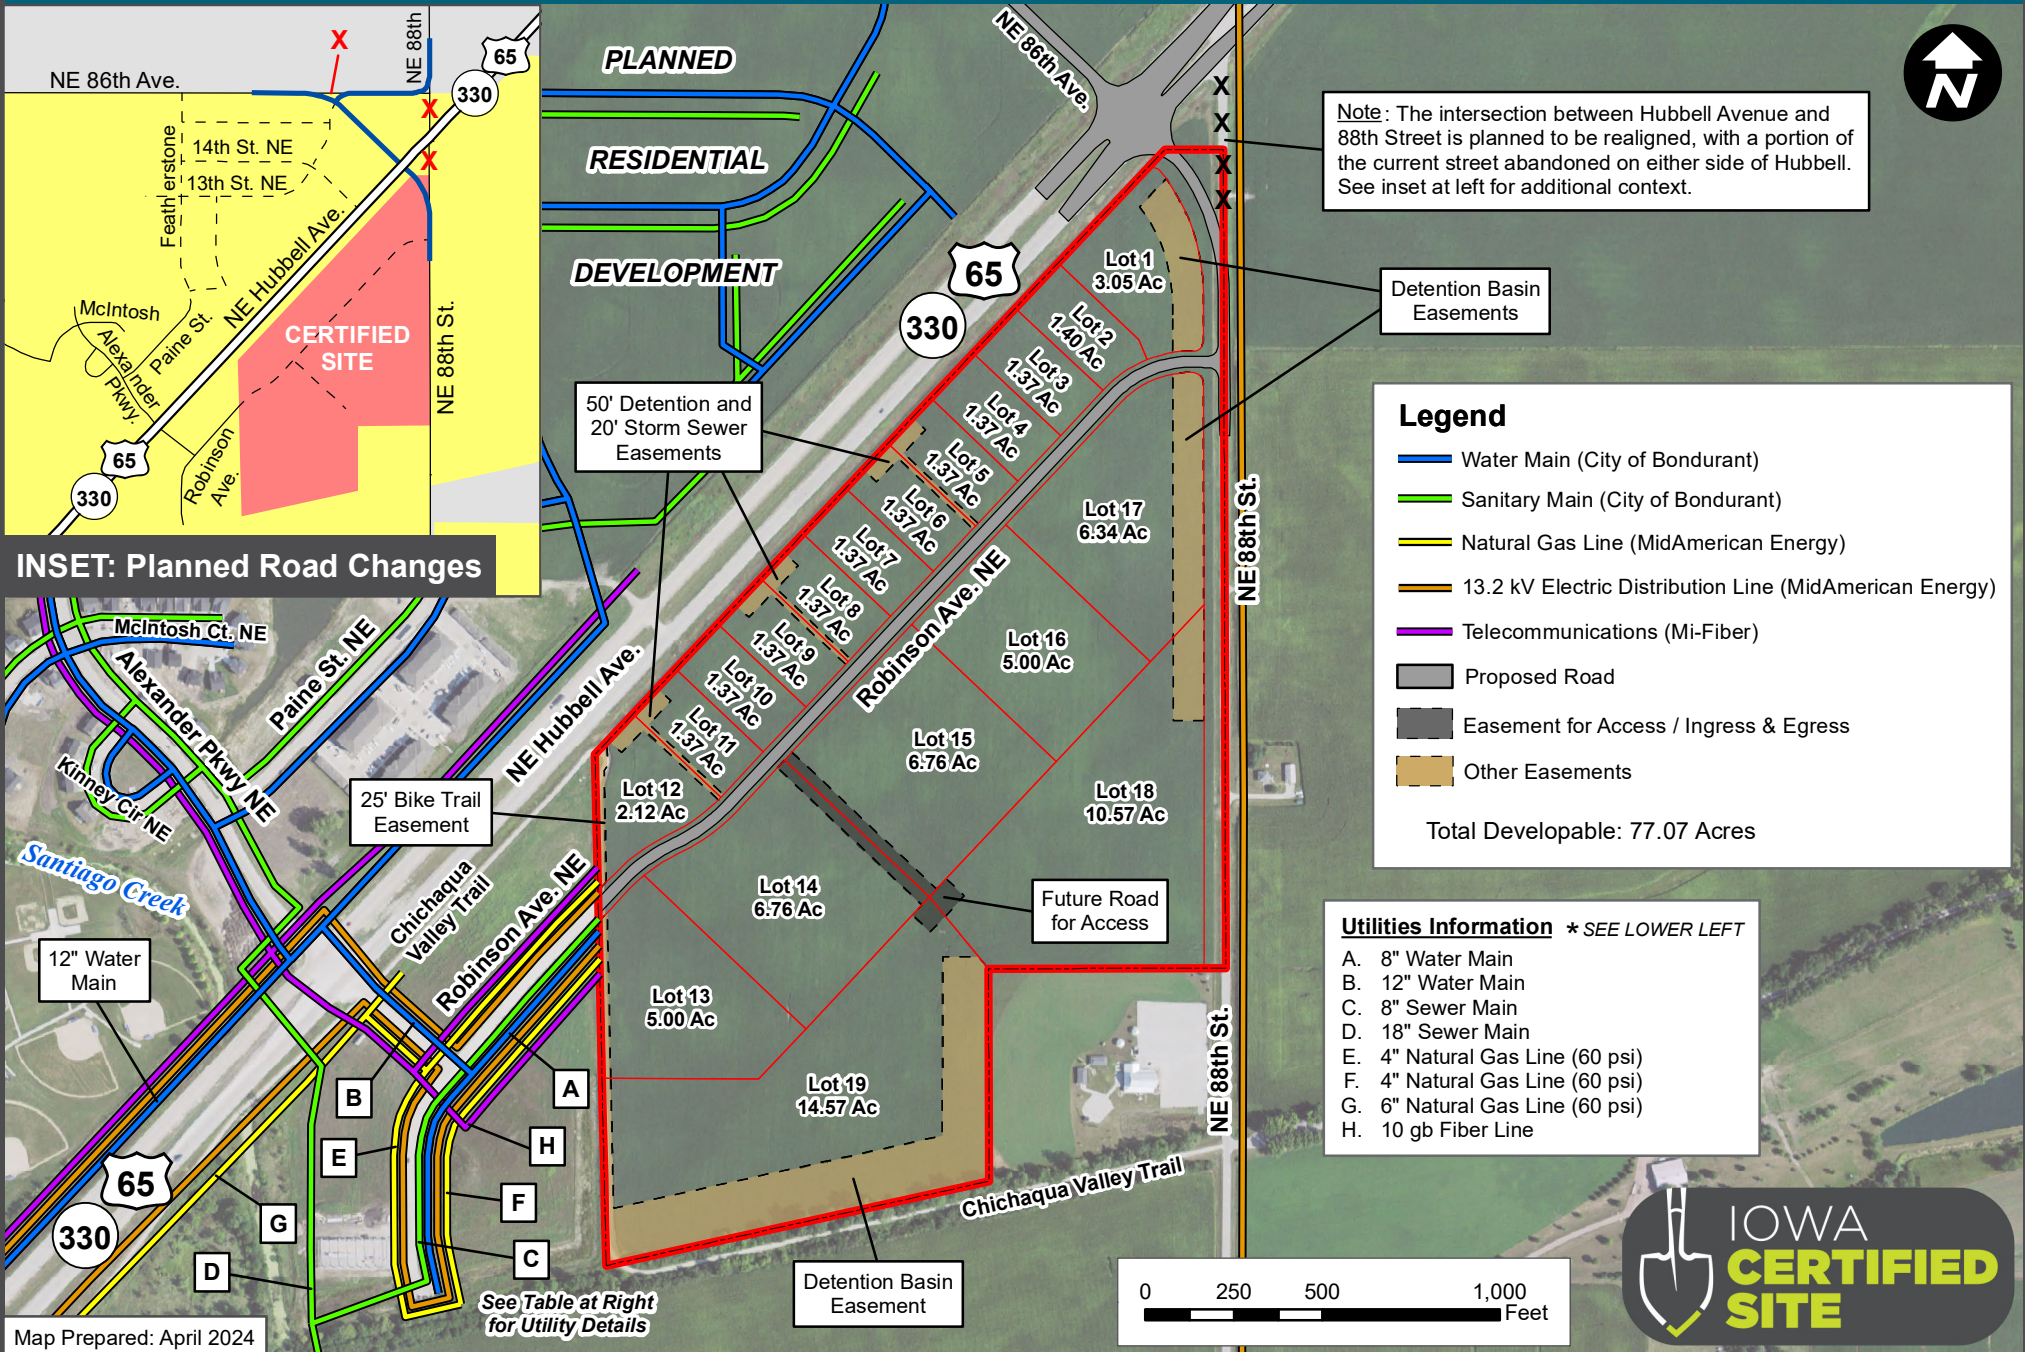 NE 86th Ave.
X
NE 88th
65
330
X
X
14th St. NE
13th St. NE
Featherstone
NE Hubbell Ave.
McIntosh
Alexander
Pkwy.
Paine St.
CERTIFIED
SITE
NE 88th St.
65
330
Robinson
Ave.
INSET: Planned Road Changes
PLANNED
RESIDENTIAL
DEVELOPMENT
NE 86th Ave.
X
X
X
X
N
Note: The intersection between Hubbell Avenue and
88th Street is planned to be realigned, with a portion of
the current street abandoned on either side of Hubbell.
See inset at left for additional context.
65
330
Detention Basin
Easements
50' Detention and
20' Storm Sewer
Easements
Lot 1
3.05 Ac
Lot 2
1.40 Ac
Lot 3
1.37 Ac
Lot 4
1.37 Ac
Lot 5
1.37 Ac
Lot 6
1.37 Ac
Lot 7
1.37 Ac
Lot 8
1.37 Ac
Lot 9
1.37 Ac
Lot 10
1.37 Ac
Lot 11
1.37 Ac
Lot 12
2.12 Ac
Lot 17
6.34 Ac
Lot 16
5.00 Ac
Lot 15
6.76 Ac
Lot 18
10.57 Ac
Lot 14
6.76 Ac
Lot 13
5.00 Ac
Lot 19
14.57 Ac
Robinson Ave. NE
NE 88th St.
NE 88th St.
Future Road
for Access
Legend
Water Main (City of Bondurant)
Sanitary Main (City of Bondurant)
Natural Gas Line (MidAmerican Energy)
13.2 kV Electric Distribution Line (MidAmerican Energy)
Telecommunications (Mi-Fiber)
Proposed Road
Easement for Access / Ingress & Egress
Other Easements
Total Developable: 77.07 Acres
Utilities Information * SEE LOWER LEFT
A. 8" Water Main
B. 12" Water Main
C. 8" Sewer Main
D. 18" Sewer Main
E. 4" Natural Gas Line (60 psi)
F. 4" Natural Gas Line (60 psi)
G. 6" Natural Gas Line (60 psi)
H. 10 gb Fiber Line
McIntosh Ct. NE
Alexander Pkwy NE
Paine St. NE
Kinney Cir NE
NE Hubbell Ave.
Santiago Creek
25' Bike Trail
Easement
Chichaqua
Valley Trail
Robinson Ave. NE
12" Water
Main
A
B
E
H
F
G
C
D
65
330
See Table at Right
for Utility Details
Chichaqua Valley Trail
Detention Basin
Easement
0 250 500 1,000
Feet
IOWA
CERTIFIED
SITE
Map Prepared: April 2024